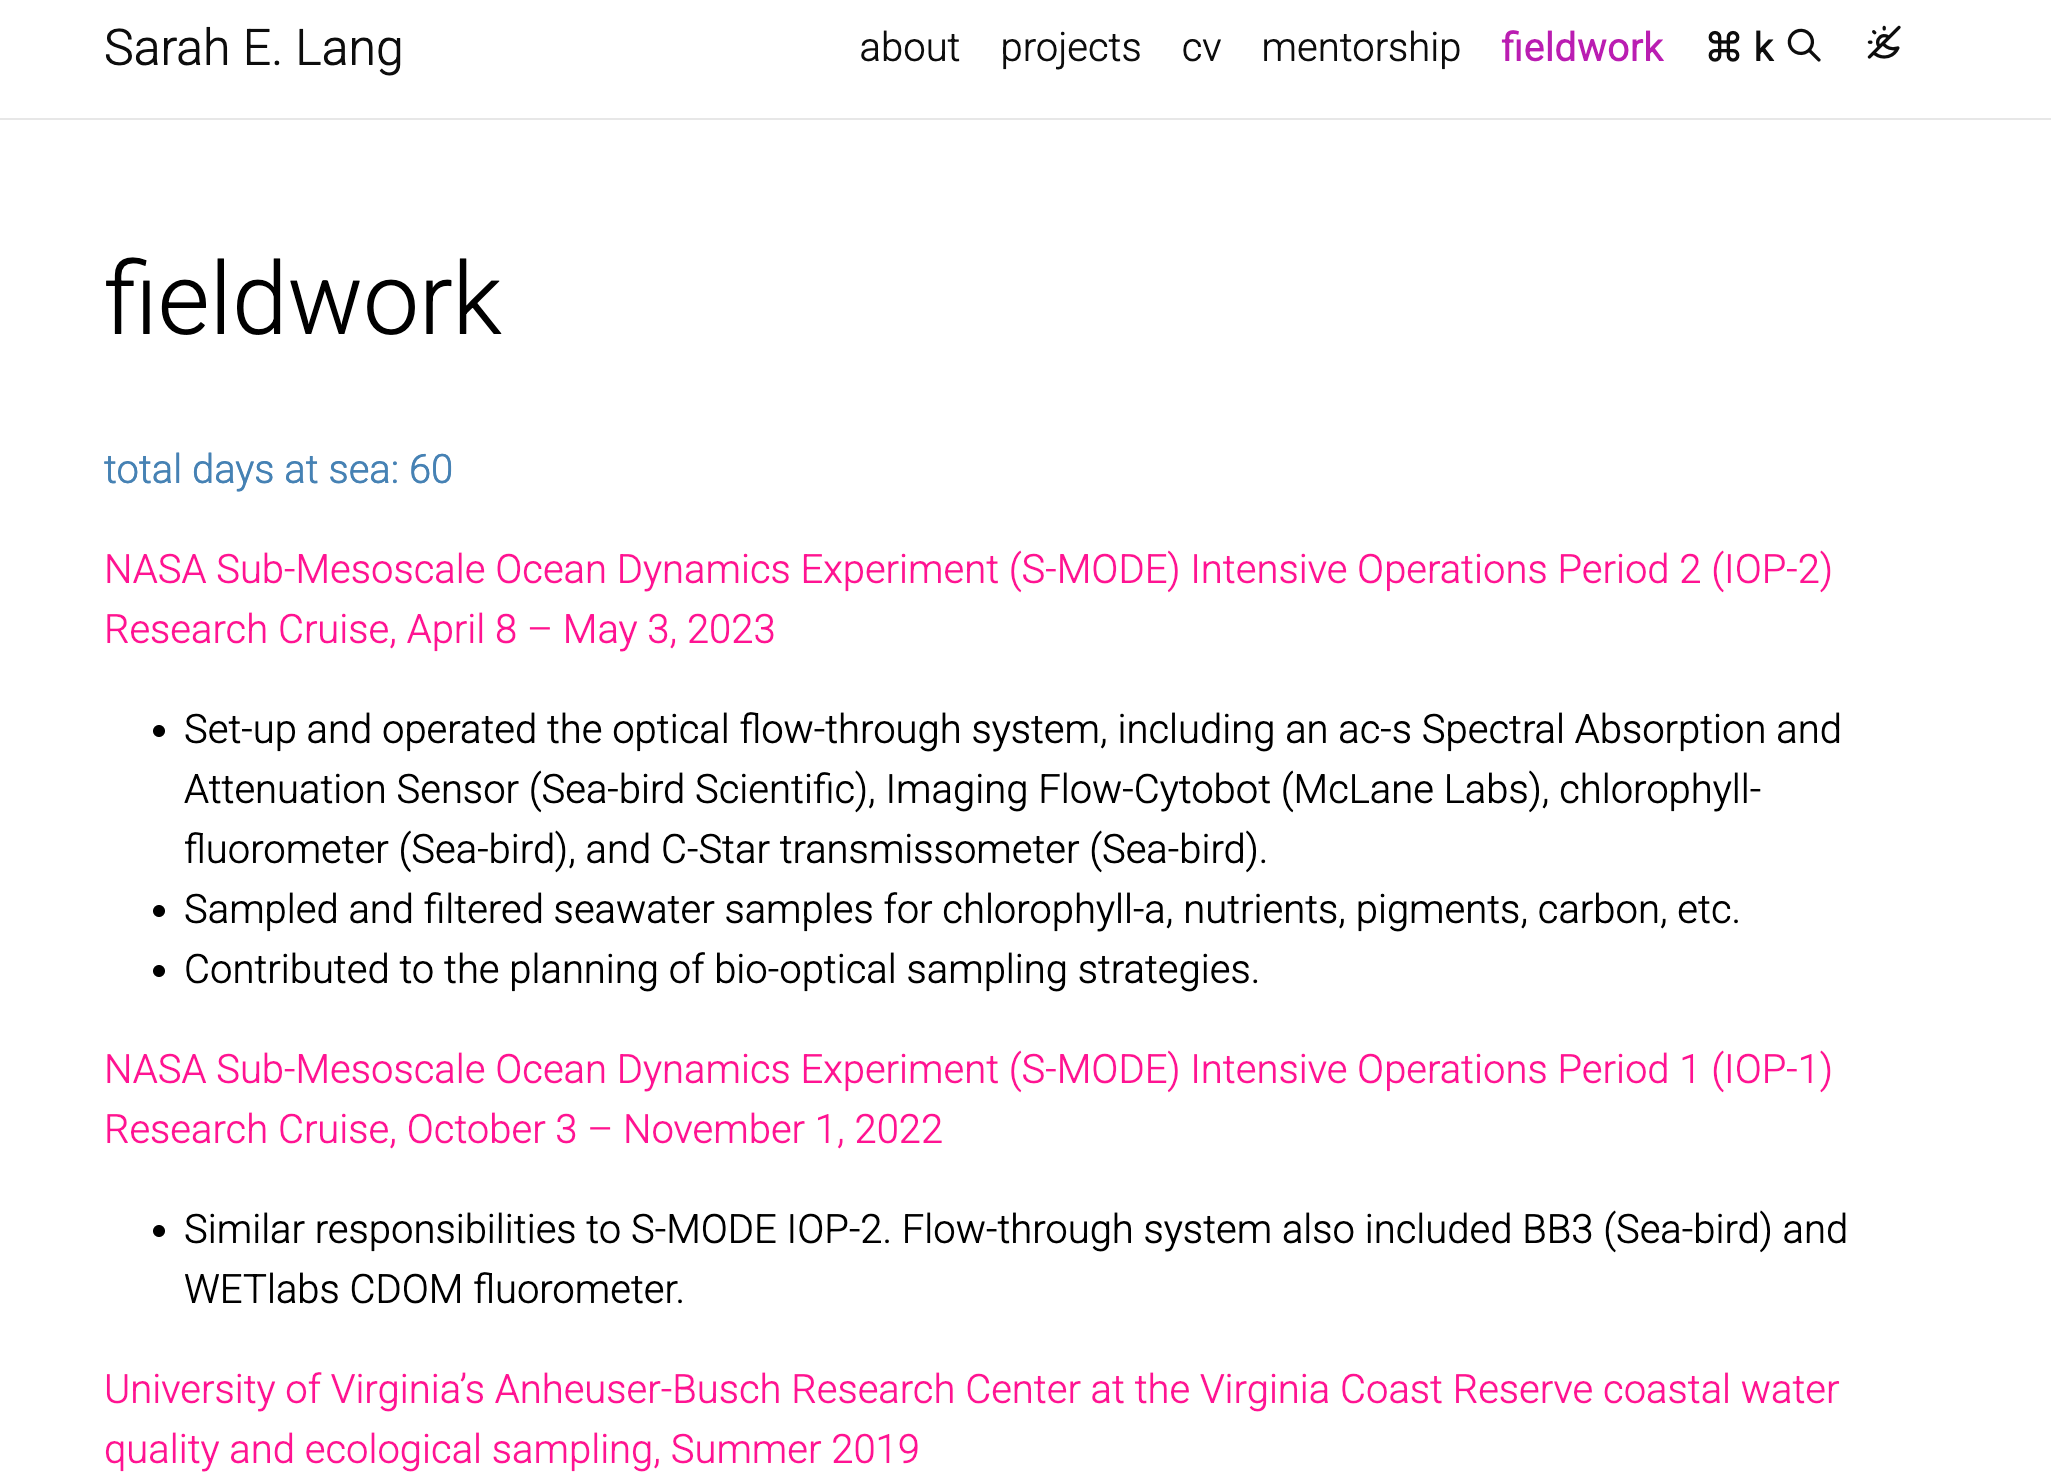 Sarah E. Lang
about projects cv mentorship fieldwork ⌘ k
fieldwork
total days at sea: 60
NASA Sub-Mesoscale Ocean Dynamics Experiment (S-MODE) Intensive Operations Period 2 (IOP-2)
Research Cruise, April 8 – May 3, 2023
• Set-up and operated the optical flow-through system, including an ac-s Spectral Absorption and
Attenuation Sensor (Sea-bird Scientific), Imaging Flow-Cytobot (McLane Labs), chlorophyll-
fluorometer (Sea-bird), and C-Star transmissometer (Sea-bird).
• Sampled and filtered seawater samples for chlorophyll-a, nutrients, pigments, carbon, etc.
• Contributed to the planning of bio-optical sampling strategies.
NASA Sub-Mesoscale Ocean Dynamics Experiment (S-MODE) Intensive Operations Period 1 (IOP-1)
Research Cruise, October 3 – November 1, 2022
• Similar responsibilities to S-MODE IOP-2. Flow-through system also included BB3 (Sea-bird) and
WETlabs CDOM fluorometer.
University of Virginia’s Anheuser-Busch Research Center at the Virginia Coast Reserve coastal water
quality and ecological sampling, Summer 2019